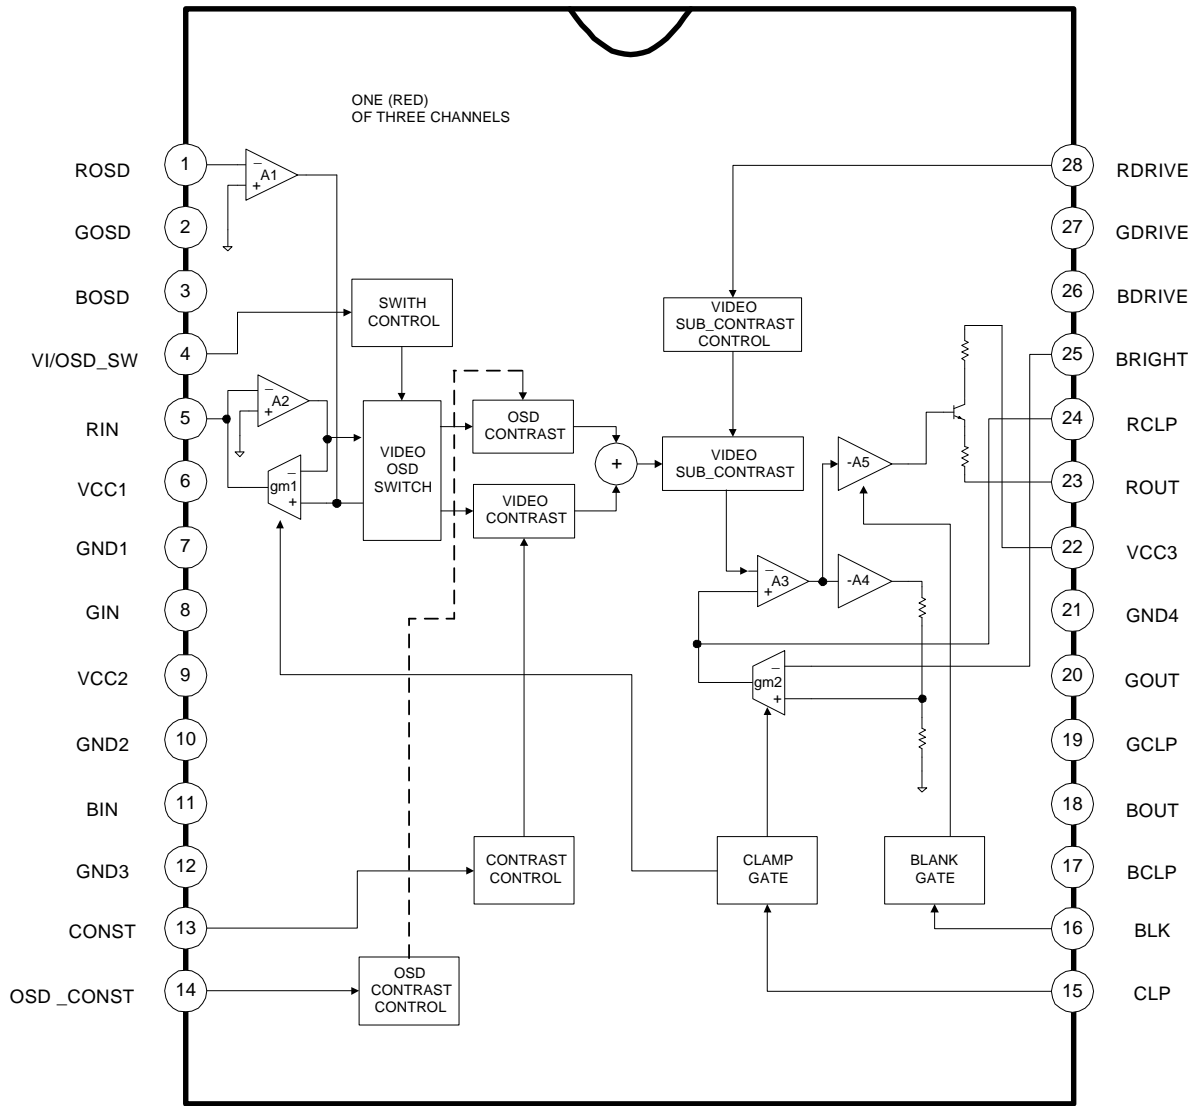 ONE (RED)
OF THREE CHANNELS
ROSD
1
−
A1
+
28
RDRIVE
GOSD
2
27
GDRIVE
BOSD
3
26
BDRIVE
SWITH
CONTROL
VIDEO
SUB_CONTRAST
CONTROL
VI/OSD_SW
4
25
BRIGHT
RIN
5
−
A2
+
OSD
CONTRAST
24
RCLP
VIDEO
OSD
SWITCH
+
VIDEO
SUB_CONTRAST
-A5
VCC1
6
−
gm1
+
VIDEO
CONTRAST
23
ROUT
GND1
7
22
VCC3
−
A3
+
-A4
GIN
8
21
GND4
VCC2
9
−
gm2
+
20
GOUT
GND2
10
19
GCLP
BIN
11
18
BOUT
GND3
12
CONTRAST
CONTROL
CLAMP
GATE
BLANK
GATE
17
BCLP
CONST
13
16
BLK
OSD _CONST
14
OSD
CONTRAST
CONTROL
15
CLP